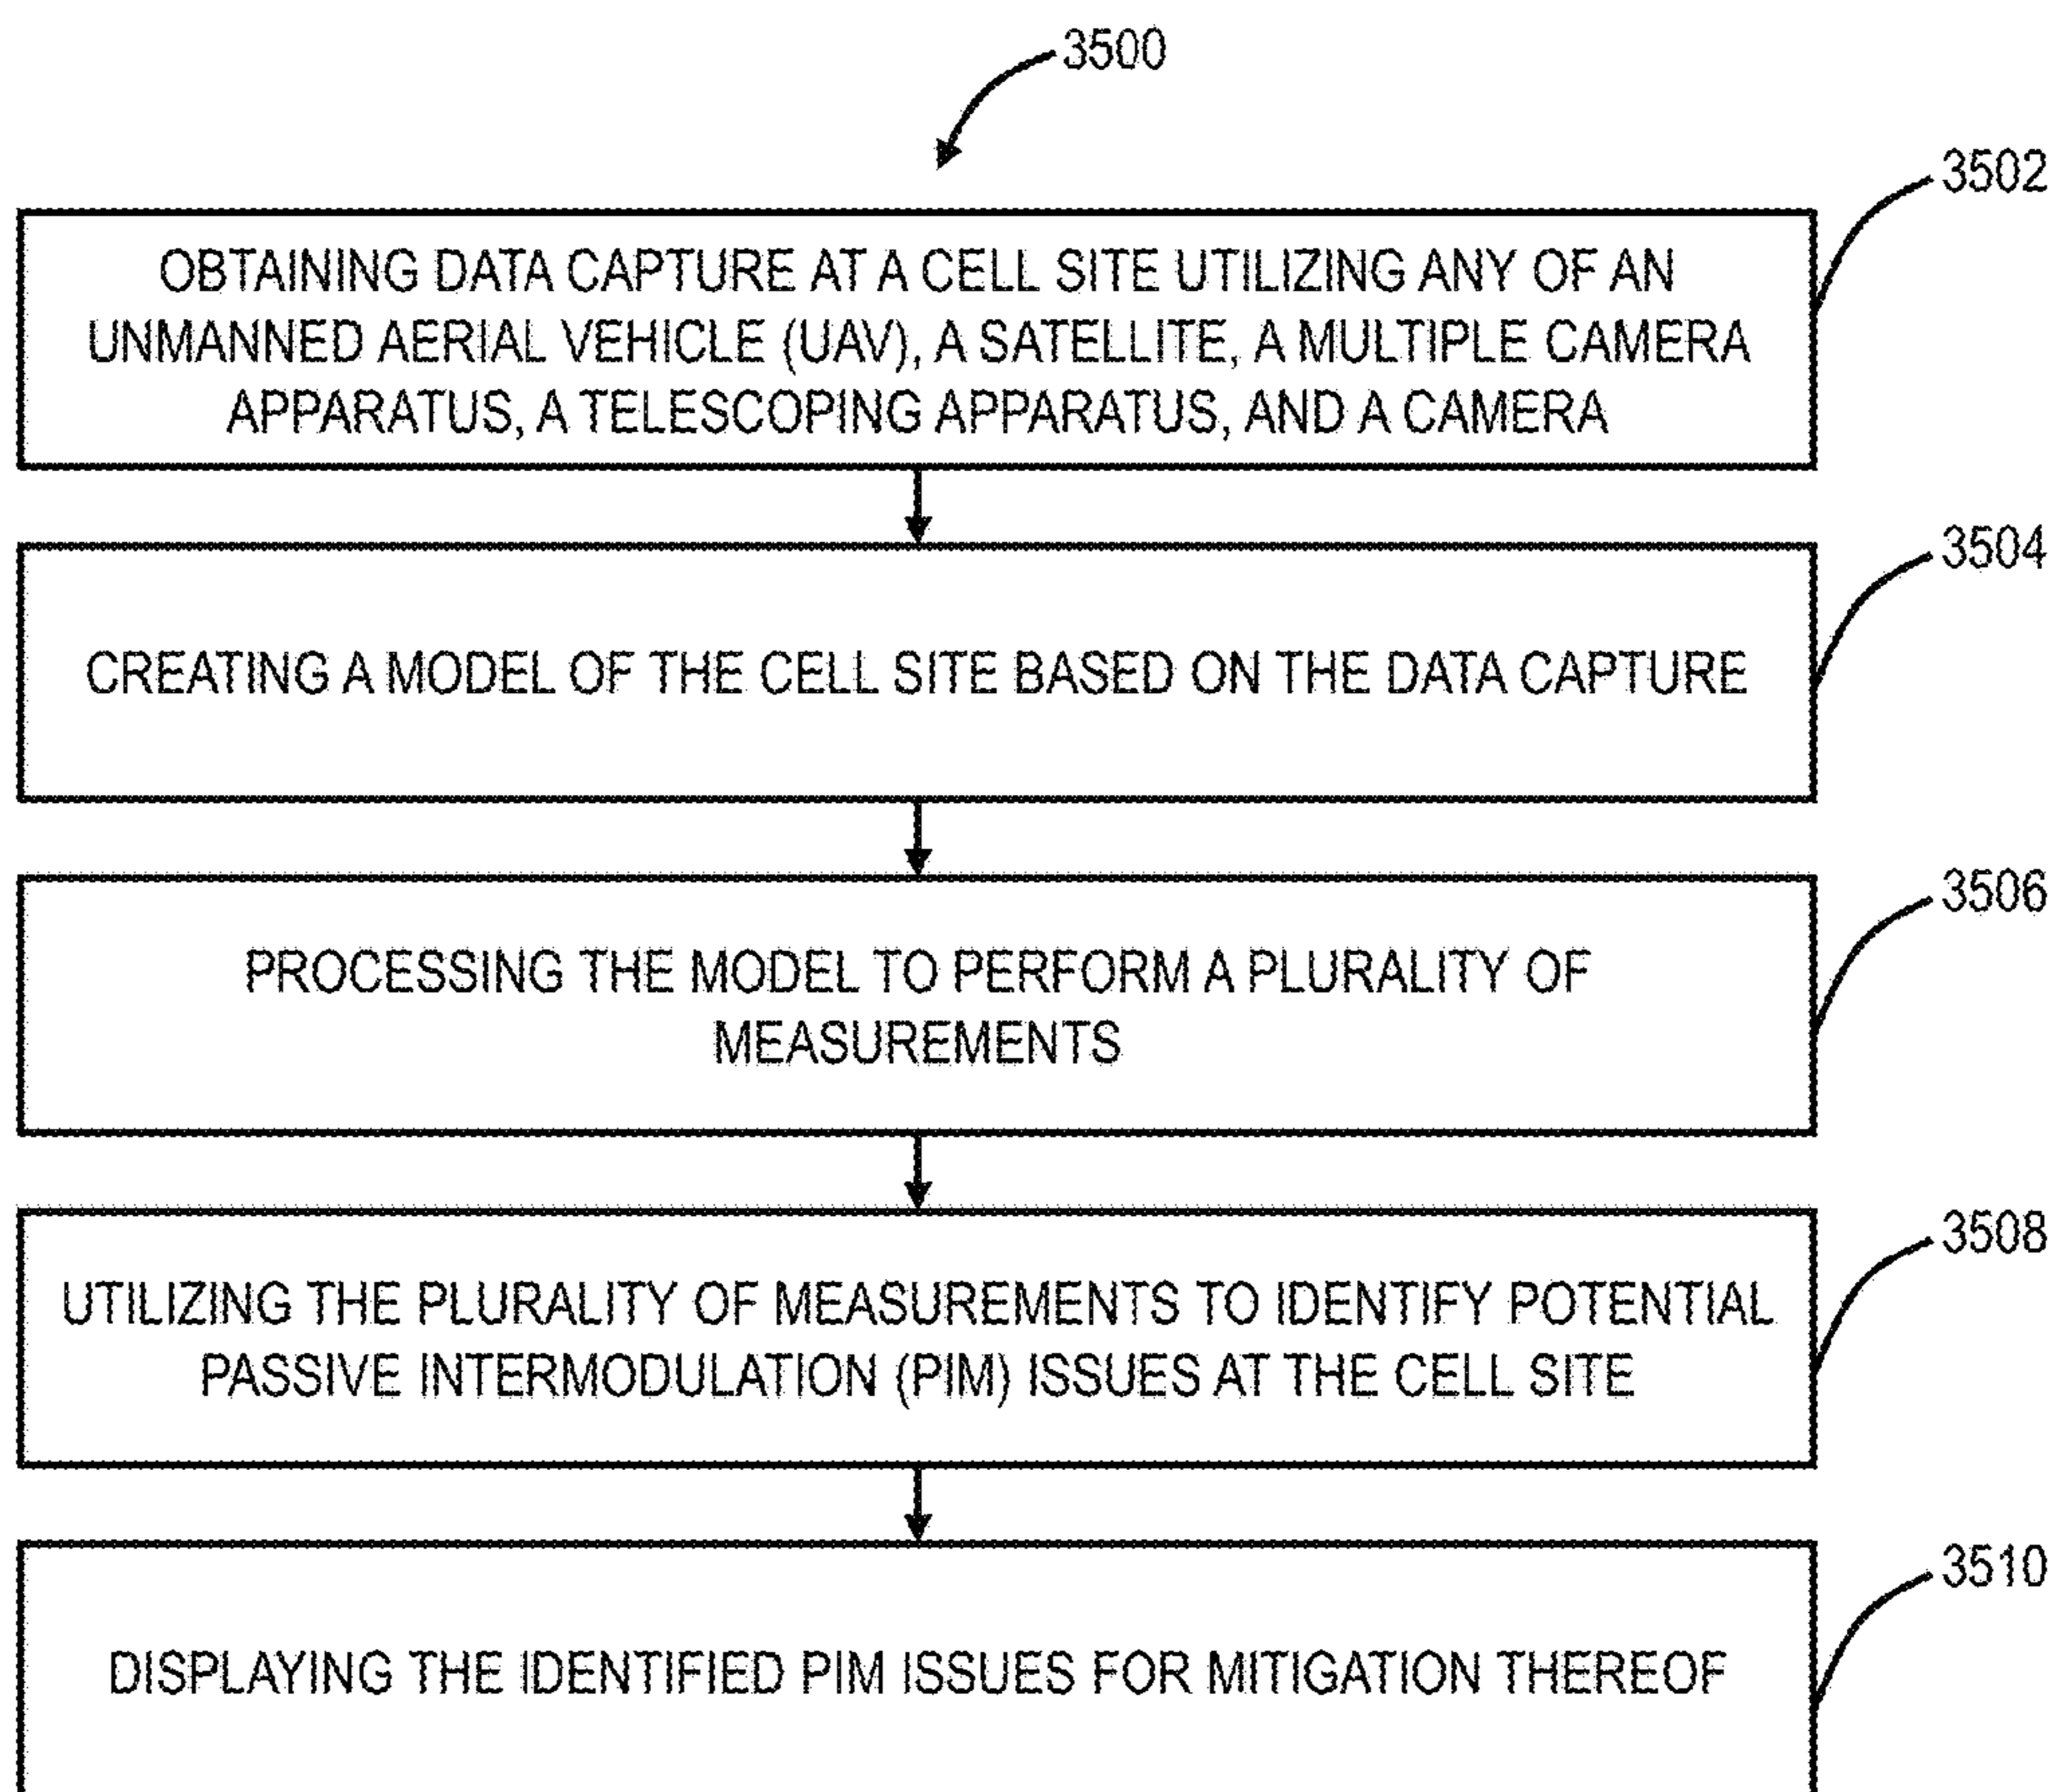 3500
3502
OBTAINING DATA CAPTURE AT A CELL SITE UTILIZING ANY OF AN
UNMANNED AERIAL VEHICLE (UAV), A SATELLITE, A MULTIPLE CAMERA
APPARATUS, A TELESCOPING APPARATUS, AND A CAMERA
3504
CREATING A MODEL OF THE CELL SITE BASED ON THE DATA CAPTURE
3506
PROCESSING THE MODEL TO PERFORM A PLURALITY OF
MEASUREMENTS
3508
UTILIZING THE PLURALITY OF MEASUREMENTS TO IDENTIFY POTENTIAL
PASSIVE INTERMODULATION (PIM) ISSUES AT THE CELL SITE
3510
DISPLAYING THE IDENTIFIED PIM ISSUES FOR MITIGATION THEREOF